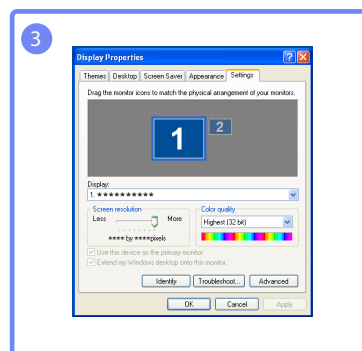 3
Display Properties
Themes Desktop Screen Saver Appearance Settings
Drag the monitor icons to match the physical arrangement of your monitors.
1 2
Display:
1. **********
Screen resolution
Color quality
Less More
Highest (32 bit)
**** by ****pixels
Use this device as the primary monitor.
Extend my Windows desktop onto this monitor.
Identify Troubleshoot... Advanced
OK Cancel Apply